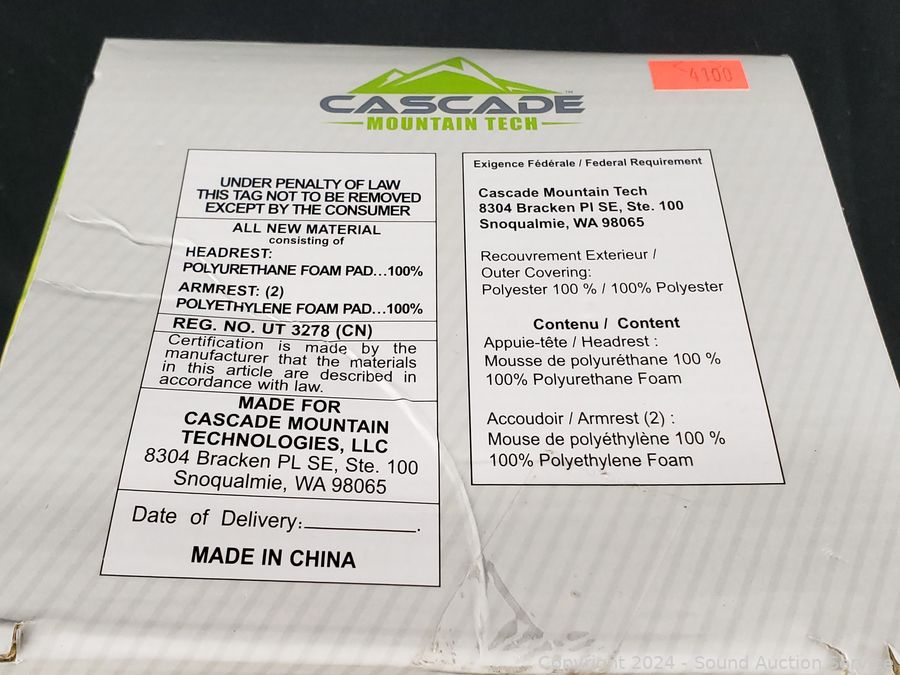 4100
CASCADE
MOUNTAIN TECH
TM
UNDER PENALTY OF LAW
THIS TAG NOT TO BE REMOVED
EXCEPT BY THE CONSUMER
ALL NEW MATERIAL
consisting of
HEADREST:
POLYURETHANE FOAM PAD...100%
ARMREST: (2)
POLYETHYLENE FOAM PAD...100%
REG. NO. UT 3278 (CN)
Certification is made by the
manufacturer that the materials
in this article are described in
accordance with law.
MADE FOR
CASCADE MOUNTAIN
TECHNOLOGIES, LLC
8304 Bracken PL SE, Ste. 100
Snoqualmie, WA 98065
Date of Delivery:__________.
MADE IN CHINA
Exigence Fédérale / Federal Requirement
Cascade Mountain Tech
8304 Bracken Pl SE, Ste. 100
Snoqualmie, WA 98065
Recouvrement Exterieur /
Outer Covering:
Polyester 100 % / 100% Polyester
Contenu / Content
Appuie-tête / Headrest :
Mousse de polyuréthane 100 %
100% Polyurethane Foam
Accoudoir / Armrest (2) :
Mouse de polyéthylène 100 %
100% Polyethylene Foam
Copyright 2024 - Sound Auction Service